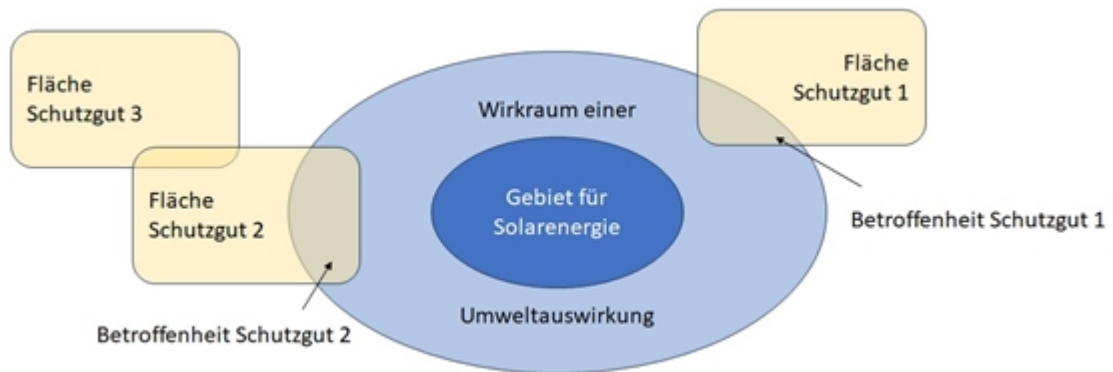 Fläche
Schutzgut 3
Fläche
Schutzgut 2
Betroffenheit Schutzgut 2
Wirkraum einer
Gebiet für
Solarenergie
Umweltauswirkung
Fläche
Schutzgut 1
Betroffenheit Schutzgut 1